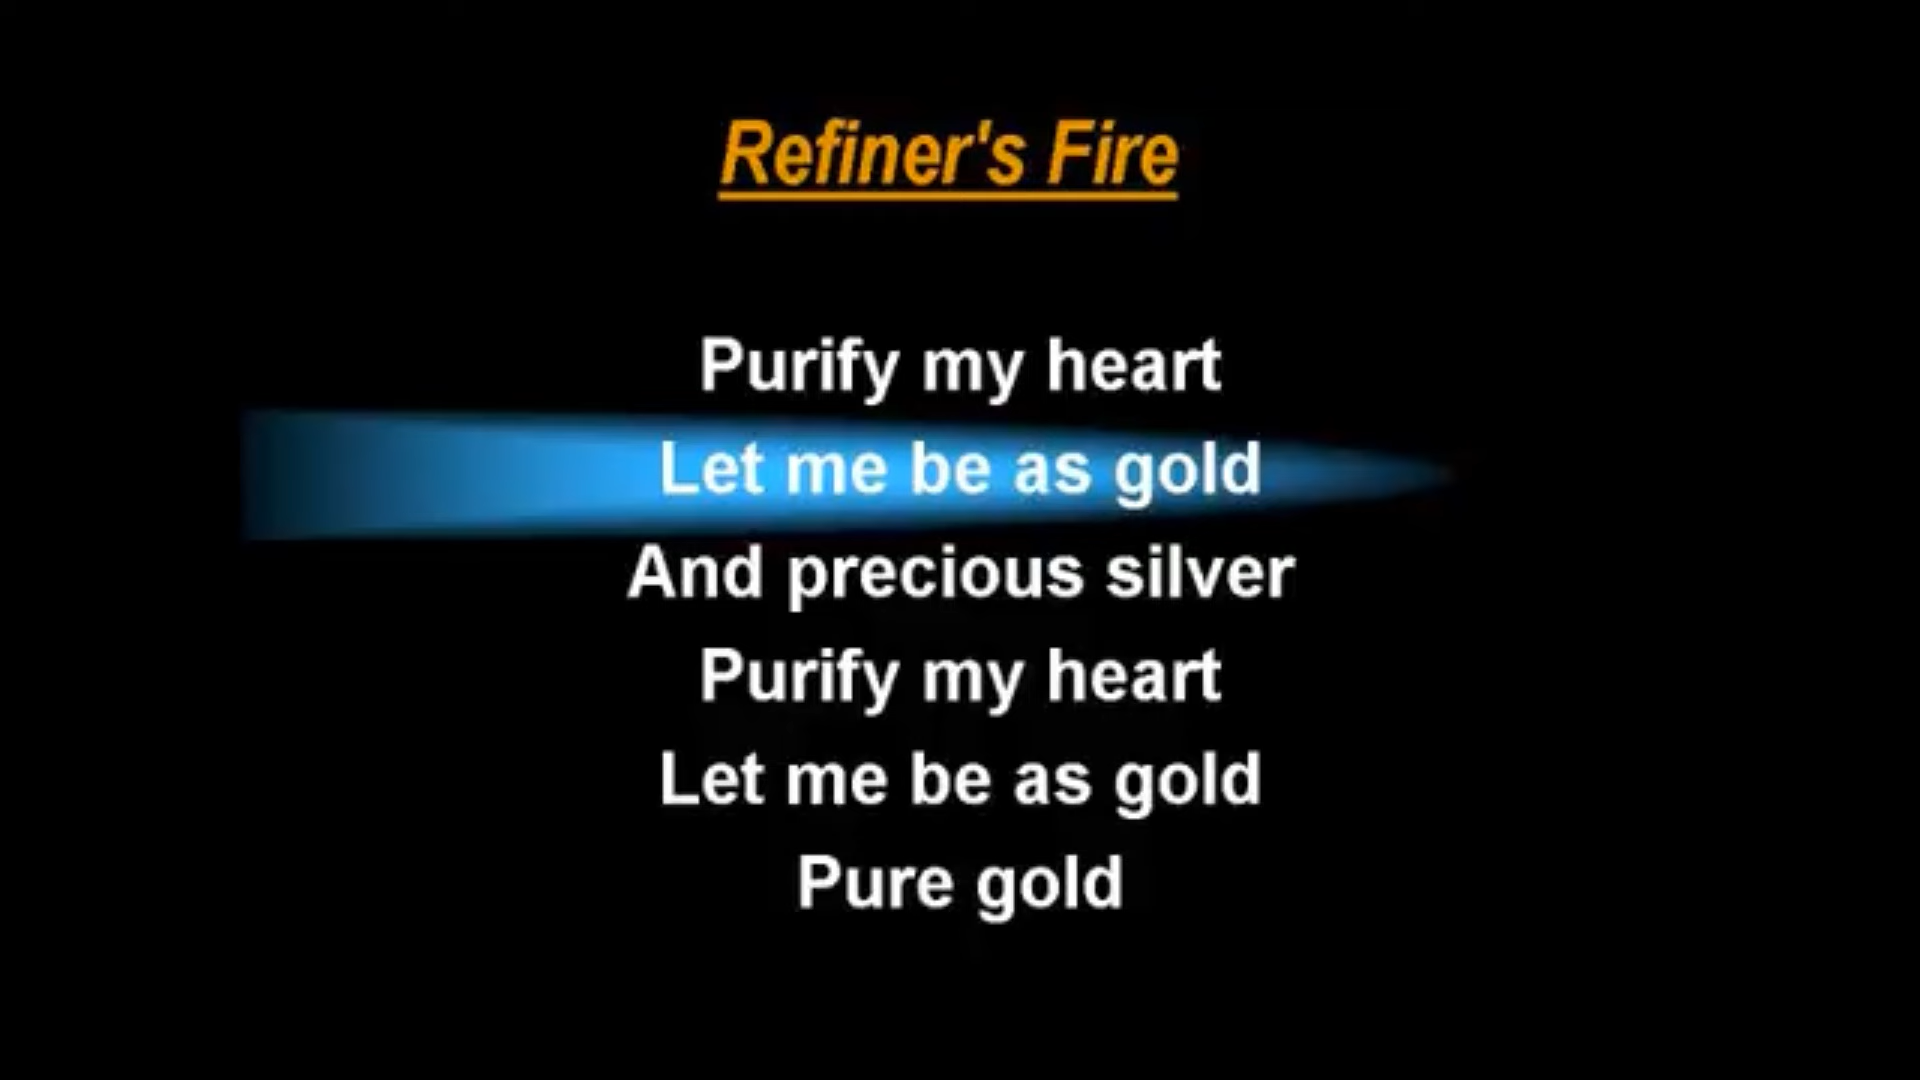 Refiner's Fire
Purify my heart
Let me be as gold
And precious silver
Purify my heart
Let me be as gold
Pure gold